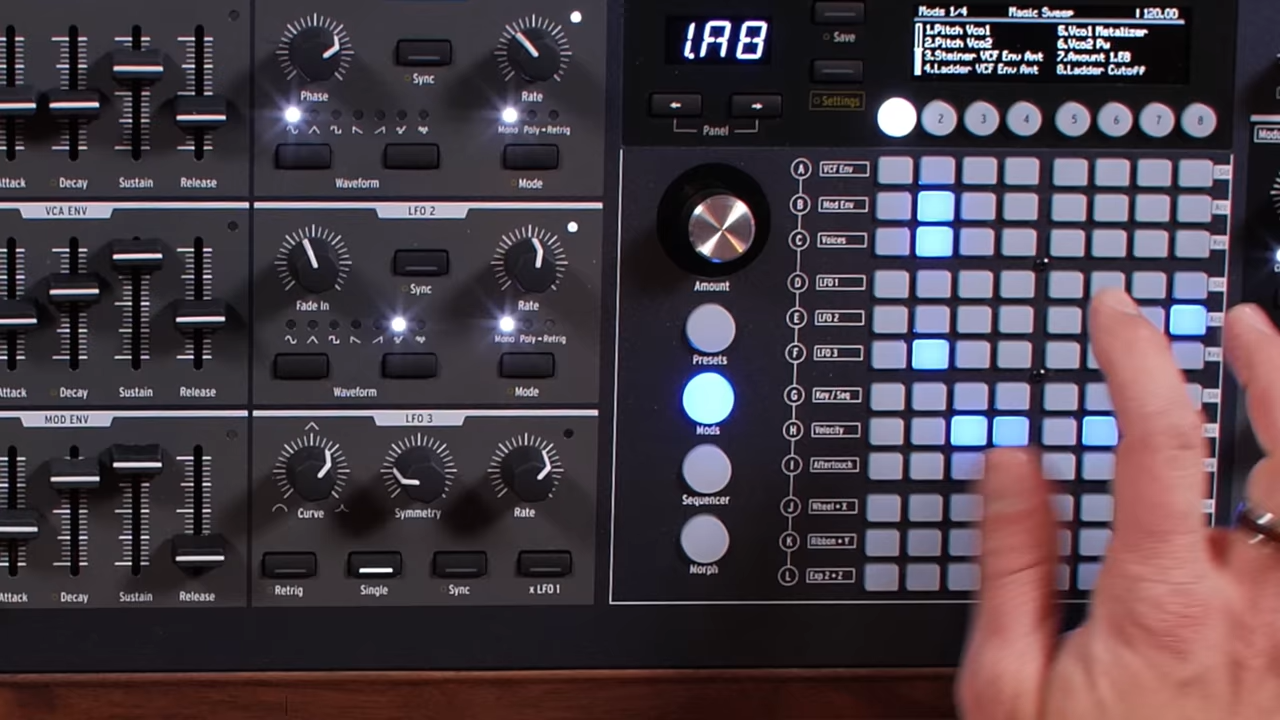 Mods 1/4 Magic Sweep 120.00
1.Pitch Vco1 5.Vco1 Metalizer
2.Pitch Vco2 6.Vco2 Pw
3.Steiner VCF Env Amt 7.Amount 1.E8
4.Ladder VCF Env Amt 8.Ladder Cutoff
1.A8
Save
Settings
Panel
2 3 4 5 6 7 8
Phase
Sync
Rate
Mono Poly Retrig
Attack Decay Sustain Release
Waveform
Mode
VCA ENV
LFO 2
Fade In
Sync
Rate
Mono Poly Retrig
Attack Decay Sustain Release
Waveform
Mode
MOD ENV
LFO 3
Curve
Symmetry
Rate
Decay Sustain Release
Retrig
Single
Sync
x LFO 1
Amount
Presets
Mods
Sequencer
Morph
A VCF Env
B Mod Env
C Voices
D LFO 1
E LFO 2
F LFO 3
G Key / Seq
H Velocity
I Aftertouch
J Wheel + X
K Ribbon + Y
L Exp 2 + Z